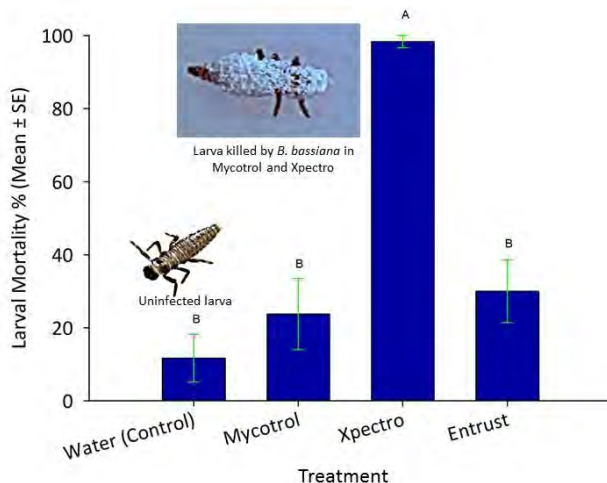 Larval Mortality % (Mean ± SE)
100
80
60
40
20
0
A
Larva killed by B. bassiana in
Mycotrol and Xpectro
Uninfected larva
B
B
B
Water (Control)
Mycotrol
Xpectro
Entrust
Treatment